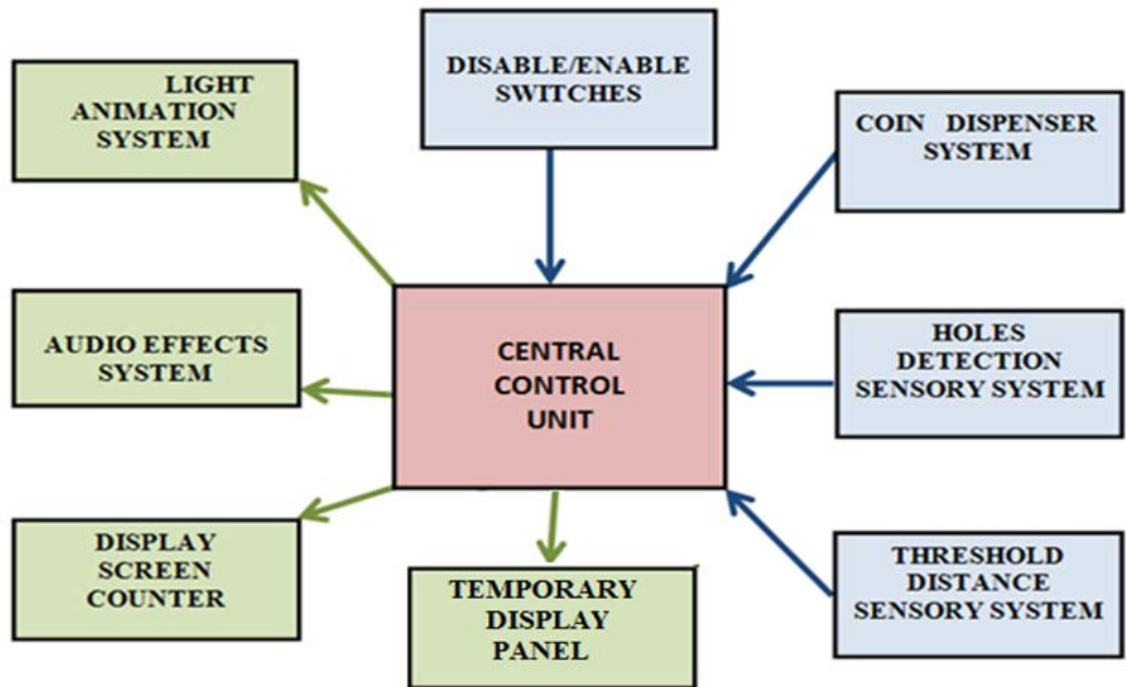 LIGHT
ANIMATION
SYSTEM
DISABLE/ENABLE
SWITCHES
COIN DISPENSER
SYSTEM
AUDIO EFFECTS
SYSTEM
CENTRAL
CONTROL
UNIT
HOLES
DETECTION
SENSORY SYSTEM
DISPLAY
SCREEN
COUNTER
TEMPORARY
DISPLAY
PANEL
THRESHOLD
DISTANCE
SENSORY SYSTEM